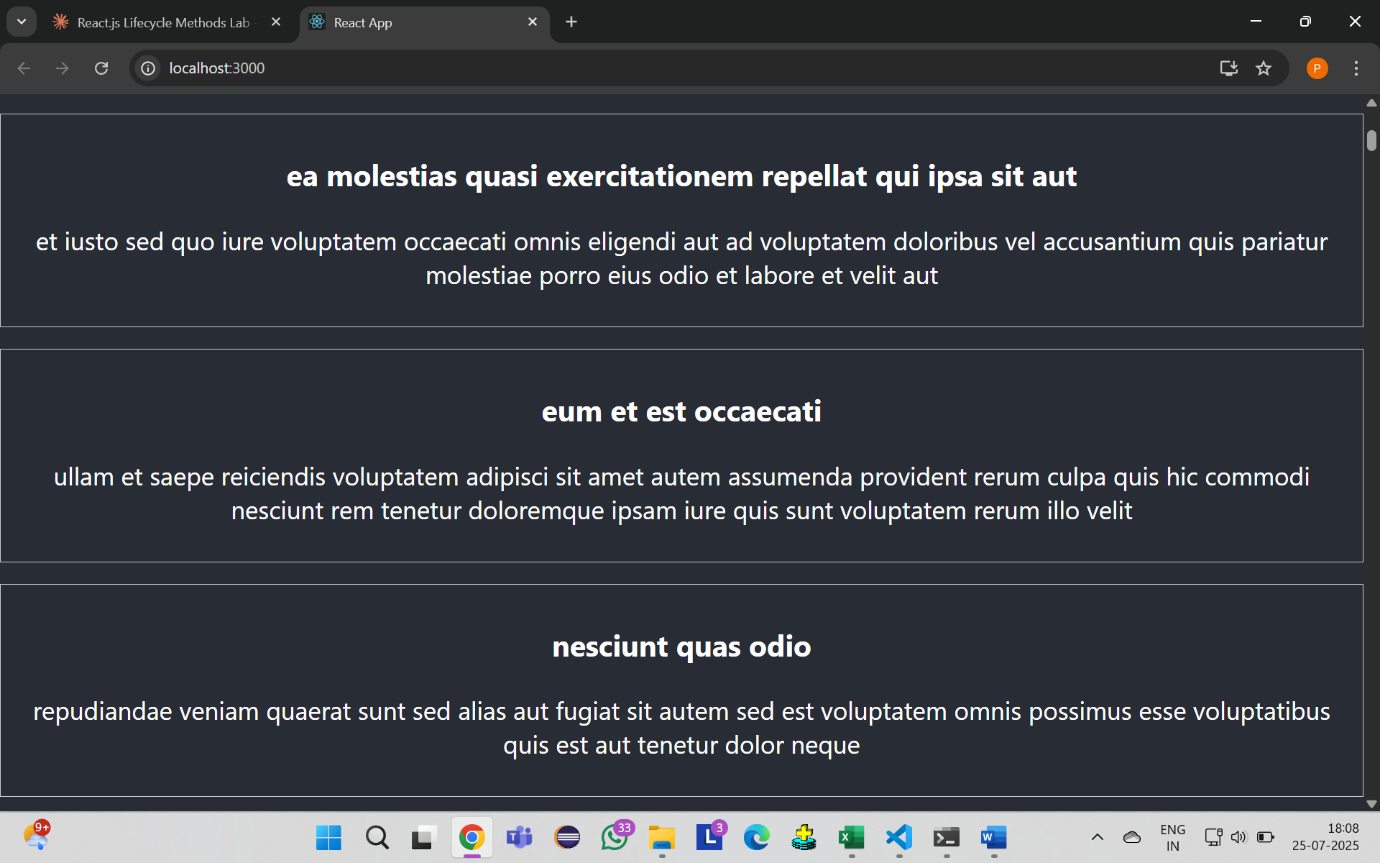 React.js Lifecycle Methods Lab
React App
localhost:3000
P
ea molestias quasi exercitationem repellat qui ipsa sit aut
et iusto sed quo iure voluptatem occaecati omnis eligendi aut ad voluptatem doloribus vel accusantium quis pariatur
molestiae porro eius odio et labore et velit aut
eum et est occaecati
ullam et saepe reiciendis voluptatem adipisci sit amet autem assumenda provident rerum culpa quis hic commodi
nesciunt rem tenetur doloremque ipsam iure quis sunt voluptatem rerum illo velit
nesciunt quas odio
repudiandae veniam quaerat sunt sed alias aut fugiat sit autem sed est voluptatem omnis possimus esse voluptatibus
quis est aut tenetur dolor neque
9+
T
33
L
3
X
W
ENG
IN
18:08
25-07-2025